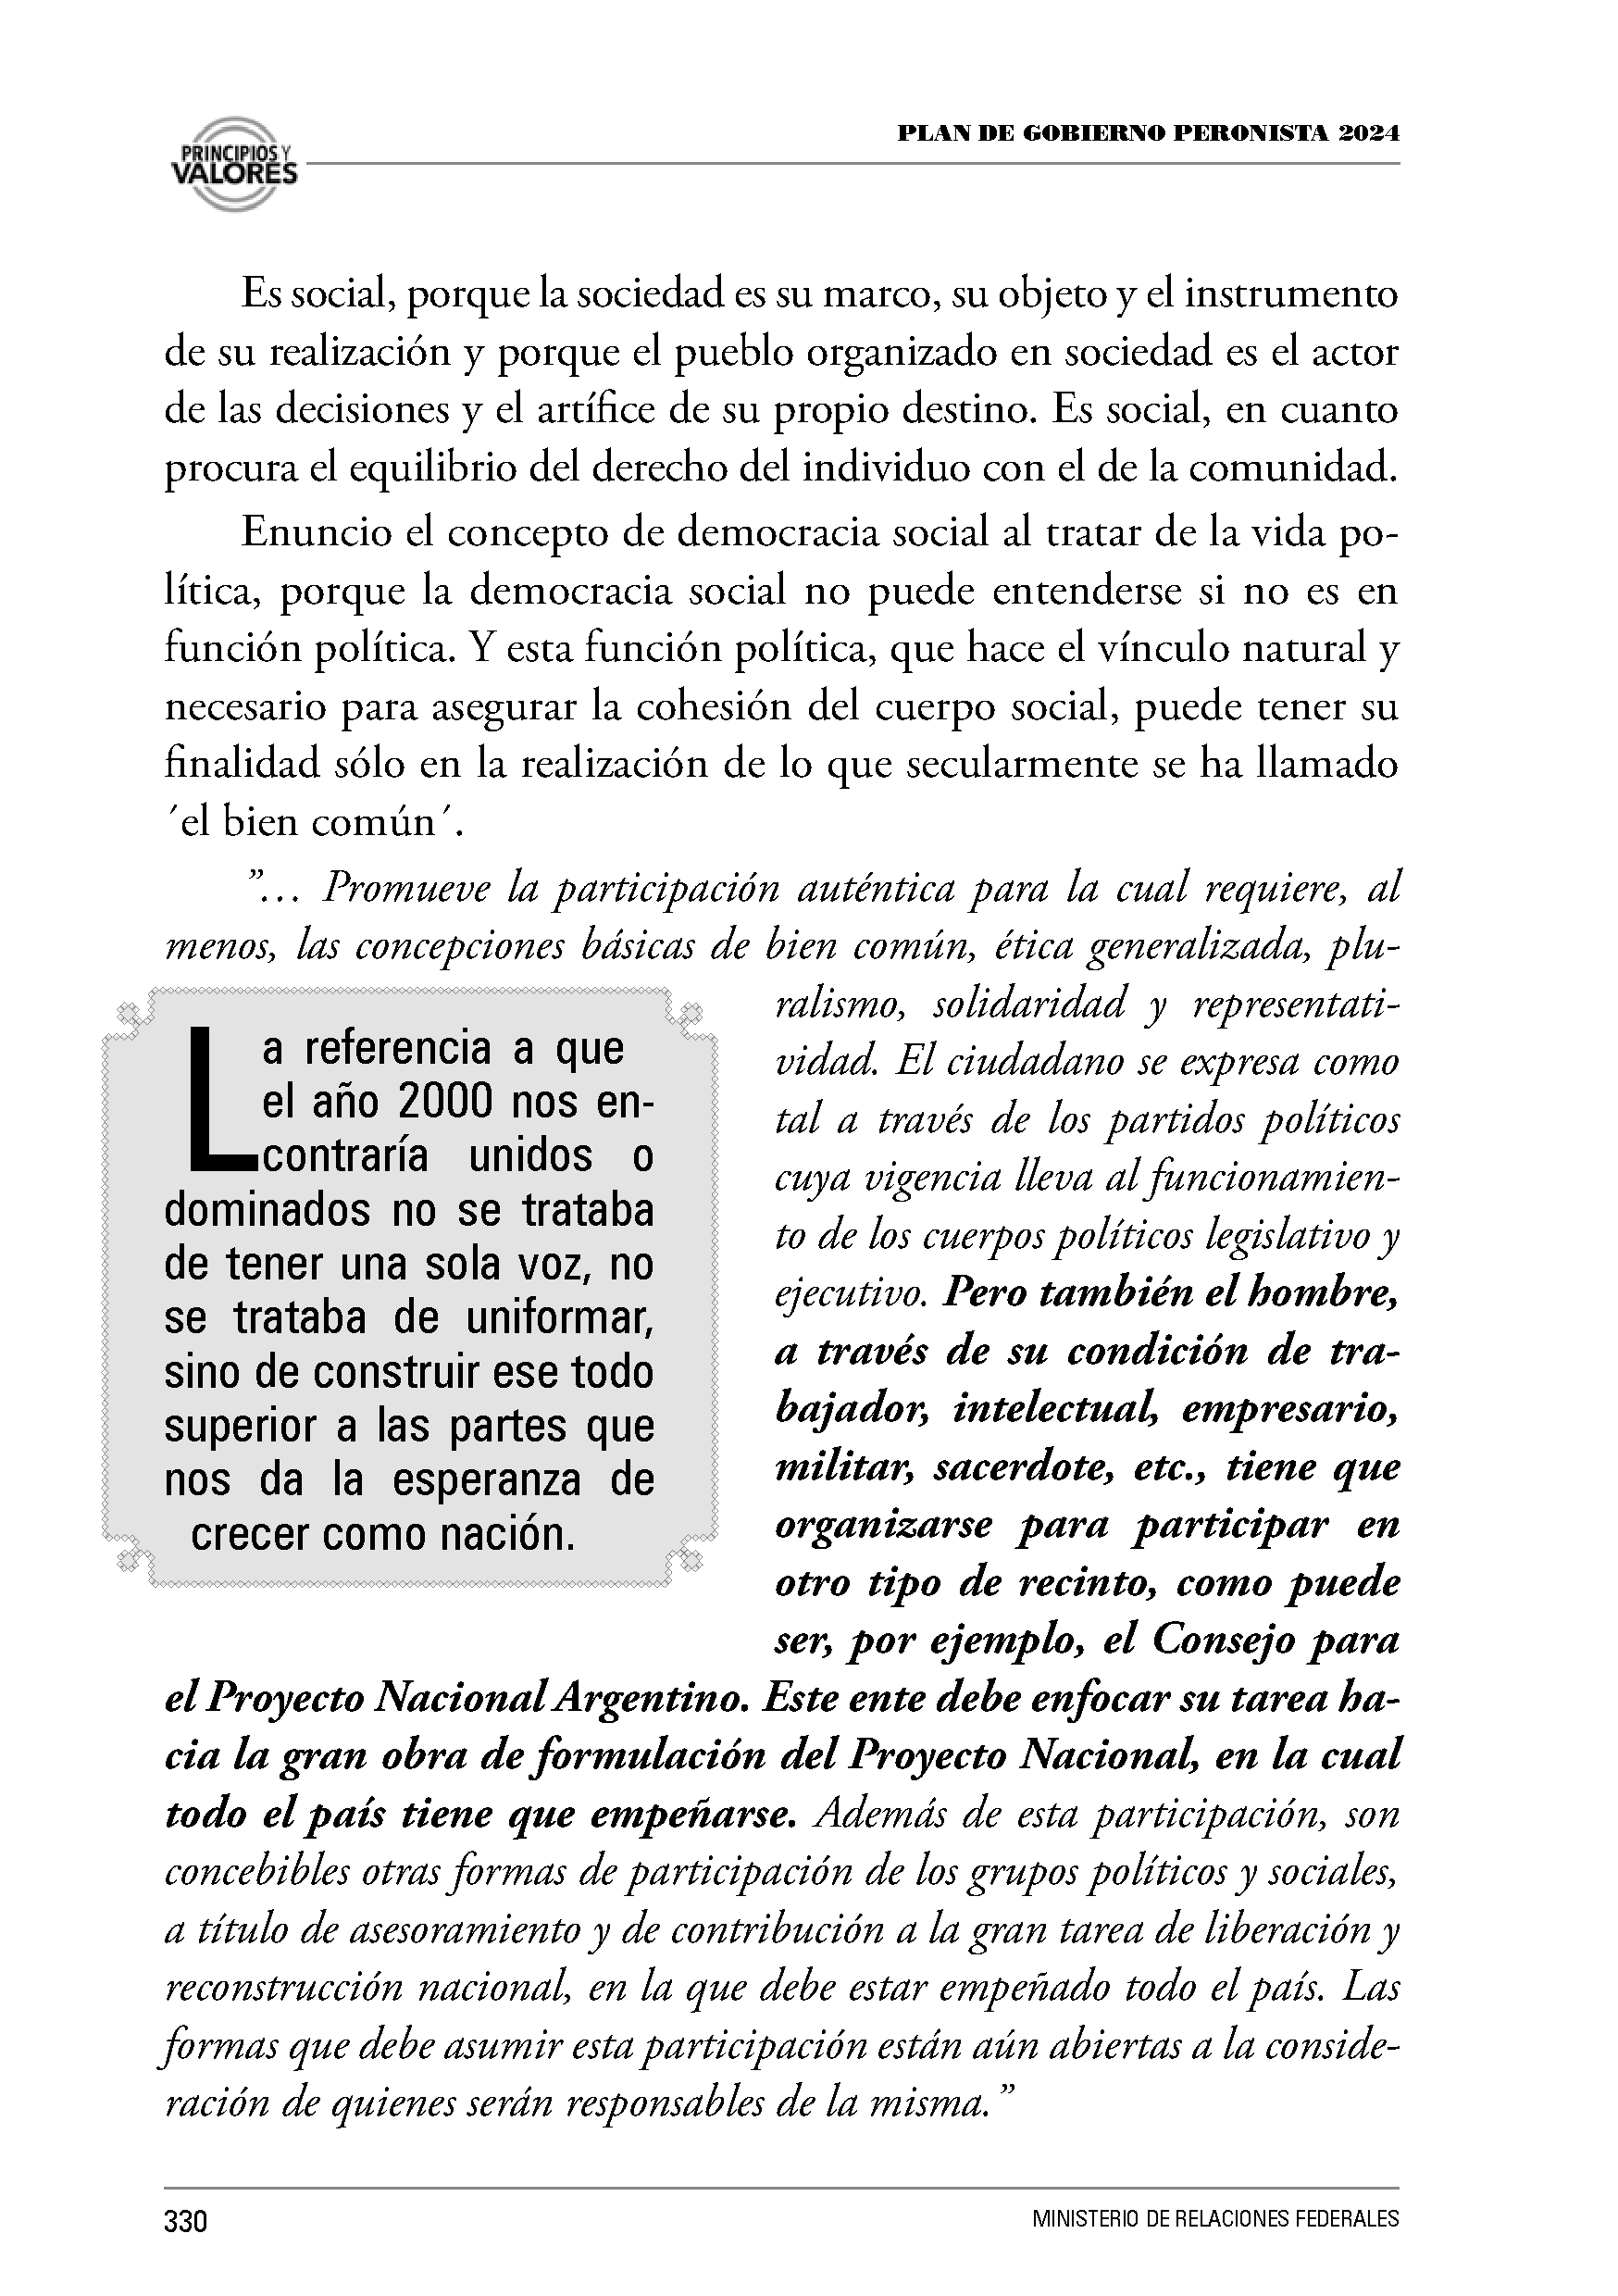 PRINCIPIOS Y
VALORES
PLAN DE GOBIERNO PERONISTA 2024
Es social, porque la sociedad es su marco, su objeto y el instrumento
de su realización y porque el pueblo organizado en sociedad es el actor
de las decisiones y el artífice de su propio destino. Es social, en cuanto
procura el equilibrio del derecho del individuo con el de la comunidad.
Enuncio el concepto de democracia social al tratar de la vida po-
lítica, porque la democracia social no puede entenderse si no es en
función política. Y esta función política, que hace el vínculo natural y
necesario para asegurar la cohesión del cuerpo social, puede tener su
finalidad sólo en la realización de lo que secularmente se ha llamado
´el bien común´.
”… Promueve la participación auténtica para la cual requiere, al
menos, las concepciones básicas de bien común, ética generalizada, plu-
ralismo, solidaridad y representati-
vidad. El ciudadano se expresa como
tal a través de los partidos políticos
cuya vigencia lleva al funcionamien-
to de los cuerpos políticos legislativo y
ejecutivo. Pero también el hombre,
a través de su condición de tra-
bajador, intelectual, empresario,
militar, sacerdote, etc., tiene que
organizarse para participar en
otro tipo de recinto, como puede
ser, por ejemplo, el Consejo para
el Proyecto Nacional Argentino. Este ente debe enfocar su tarea ha-
cia la gran obra de formulación del Proyecto Nacional, en la cual
todo el país tiene que empeñarse. Además de esta participación, son
concebibles otras formas de participación de los grupos políticos y sociales,
a título de asesoramiento y de contribución a la gran tarea de liberación y
reconstrucción nacional, en la que debe estar empeñado todo el país. Las
formas que debe asumir esta participación están aún abiertas a la conside-
ración de quienes serán responsables de la misma.”
La referencia a que
el año 2000 nos en-
contraría unidos o
dominados no se trataba
de tener una sola voz, no
se trataba de uniformar,
sino de construir ese todo
superior a las partes que
nos da la esperanza de
crecer como nación.
330
MINISTERIO DE RELACIONES FEDERALES